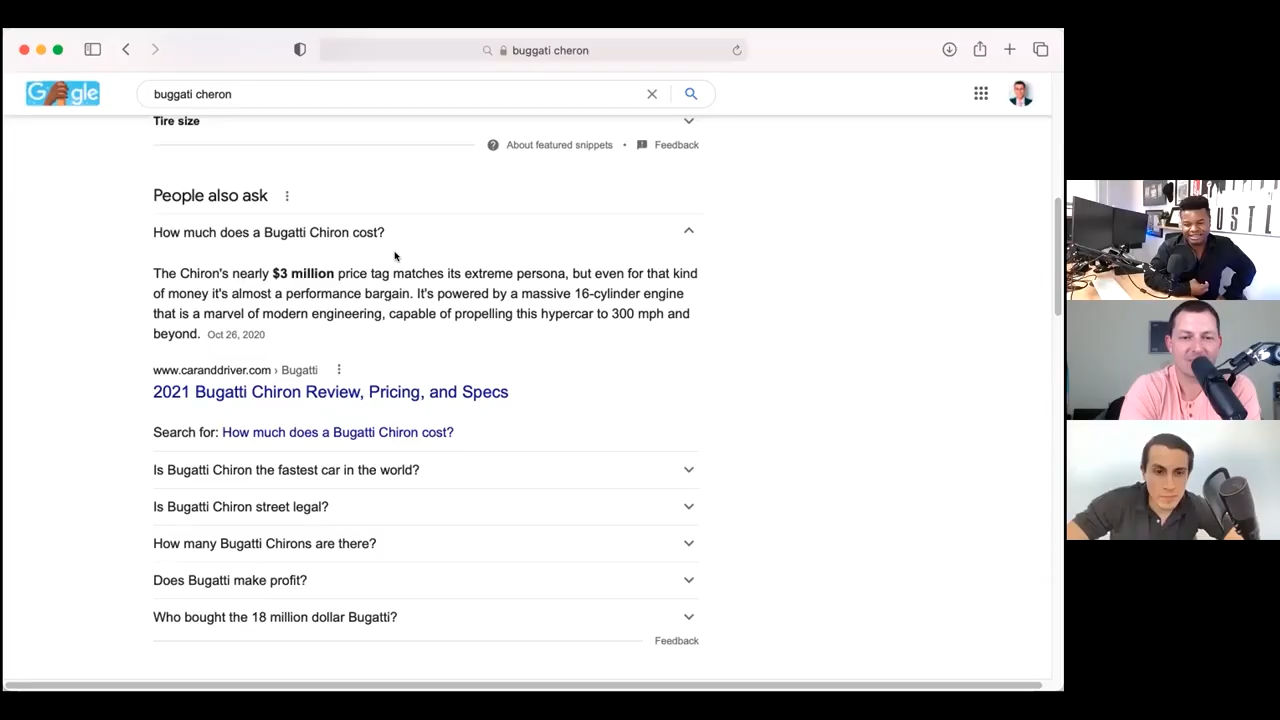 buggati cheron
G gle
buggati cheron
Tire size
About featured snippets • Feedback
People also ask
How much does a Bugatti Chiron cost?
The Chiron's nearly $3 million price tag matches its extreme persona, but even for that kind
of money it's almost a performance bargain. It's powered by a massive 16-cylinder engine
that is a marvel of modern engineering, capable of propelling this hypercar to 300 mph and
beyond. Oct 26, 2020
www.caranddriver.com › Bugatti
2021 Bugatti Chiron Review, Pricing, and Specs
Search for: How much does a Bugatti Chiron cost?
Is Bugatti Chiron the fastest car in the world?
Is Bugatti Chiron street legal?
How many Bugatti Chirons are there?
Does Bugatti make profit?
Who bought the 18 million dollar Bugatti?
Feedback
USTL